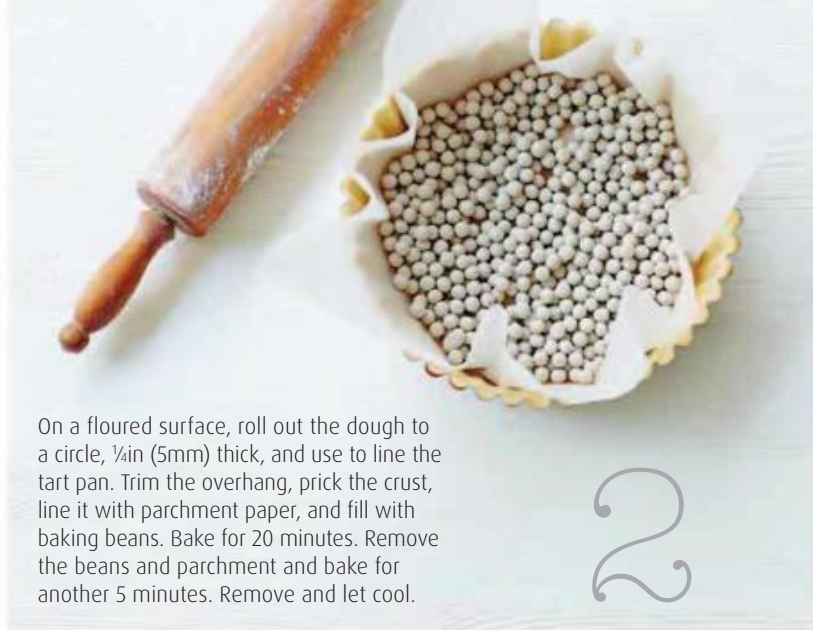 On a floured surface, roll out the dough to
a circle, ¼in (5mm) thick, and use to line the
tart pan. Trim the overhang, prick the crust,
line it with parchment paper, and fill with
baking beans. Bake for 20 minutes. Remove
the beans and parchment and bake for
another 5 minutes. Remove and let cool.
2